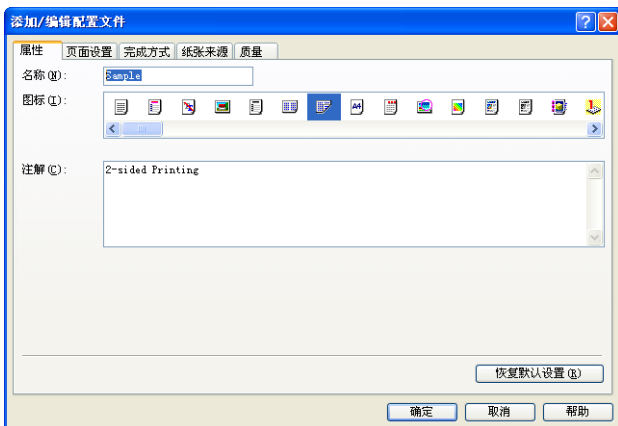 添加/编辑配置文件
属性 页面设置 完成方式 纸张来源 质量
名称(N): Sample
图标(I):
A4
注解(C): 2-sided Printing
恢复默认设置(R)
确定 取消 帮助